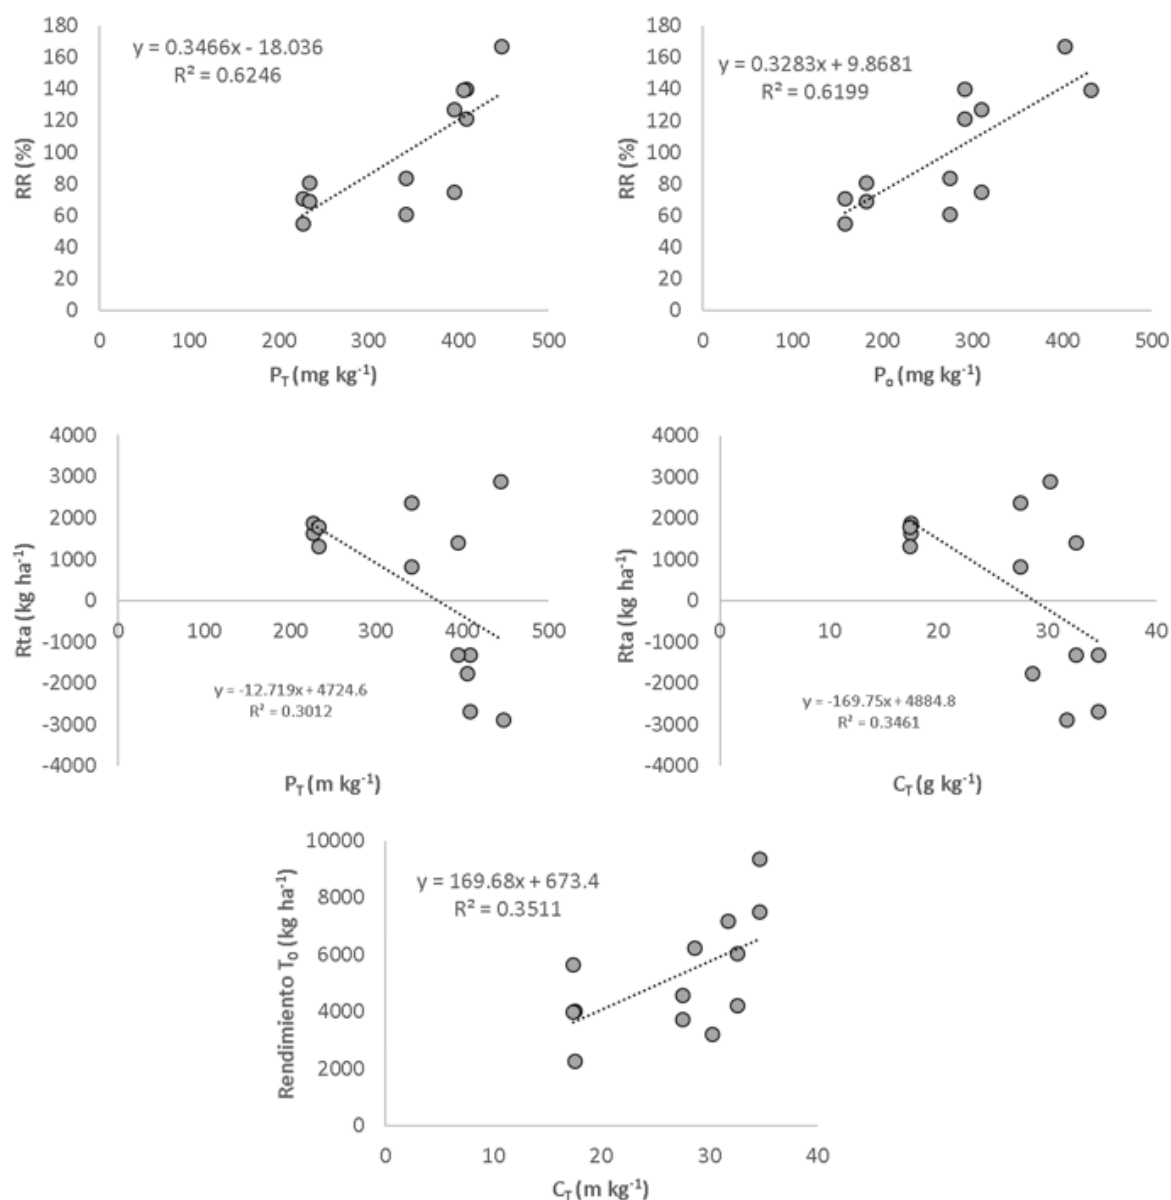 y = 0.3466x - 18.036
R² = 0.6246
RR (%)
180
160
140
120
100
80
60
40
20
0
0 100 200 300 400 500
P_T (mg kg⁻¹)
y = 0.3283x + 9.8681
R² = 0.6199
RR (%)
180
160
140
120
100
80
60
40
20
0
0 100 200 300 400 500
P_o (mg kg⁻¹)
Rta (kg ha⁻¹)
4000
3000
2000
1000
0
-1000
-2000
-3000
-4000
0 100 200 300 400 500
y = -12.719x + 4724.6
R² = 0.3012
P_T (m kg⁻¹)
Rta (kg ha⁻¹)
4000
3000
2000
1000
0
-1000
-2000
-3000
-4000
0 10 20 30 40
y = -169.75x + 4884.8
R² = 0.3461
C_T (g kg⁻¹)
Rendimiento T₀ (kg ha⁻¹)
10000
8000
6000
4000
2000
0
y = 169.68x + 673.4
R² = 0.3511
0 10 20 30 40
C_T (m kg⁻¹)